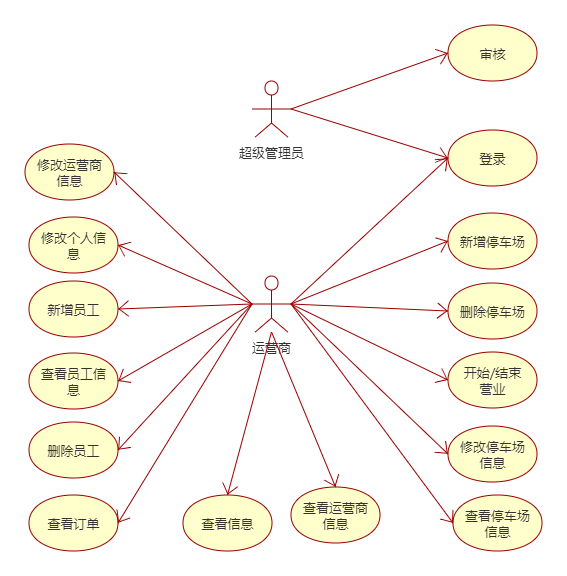 审核
超级管理员
登录
修改运营商
信息
修改个人信
息
新增停车场
新增员工
删除停车场
运营商
查看员工信
息
开始/结束
营业
删除员工
修改停车场
信息
查看订单
查看信息
查看运营商
信息
查看停车场
信息